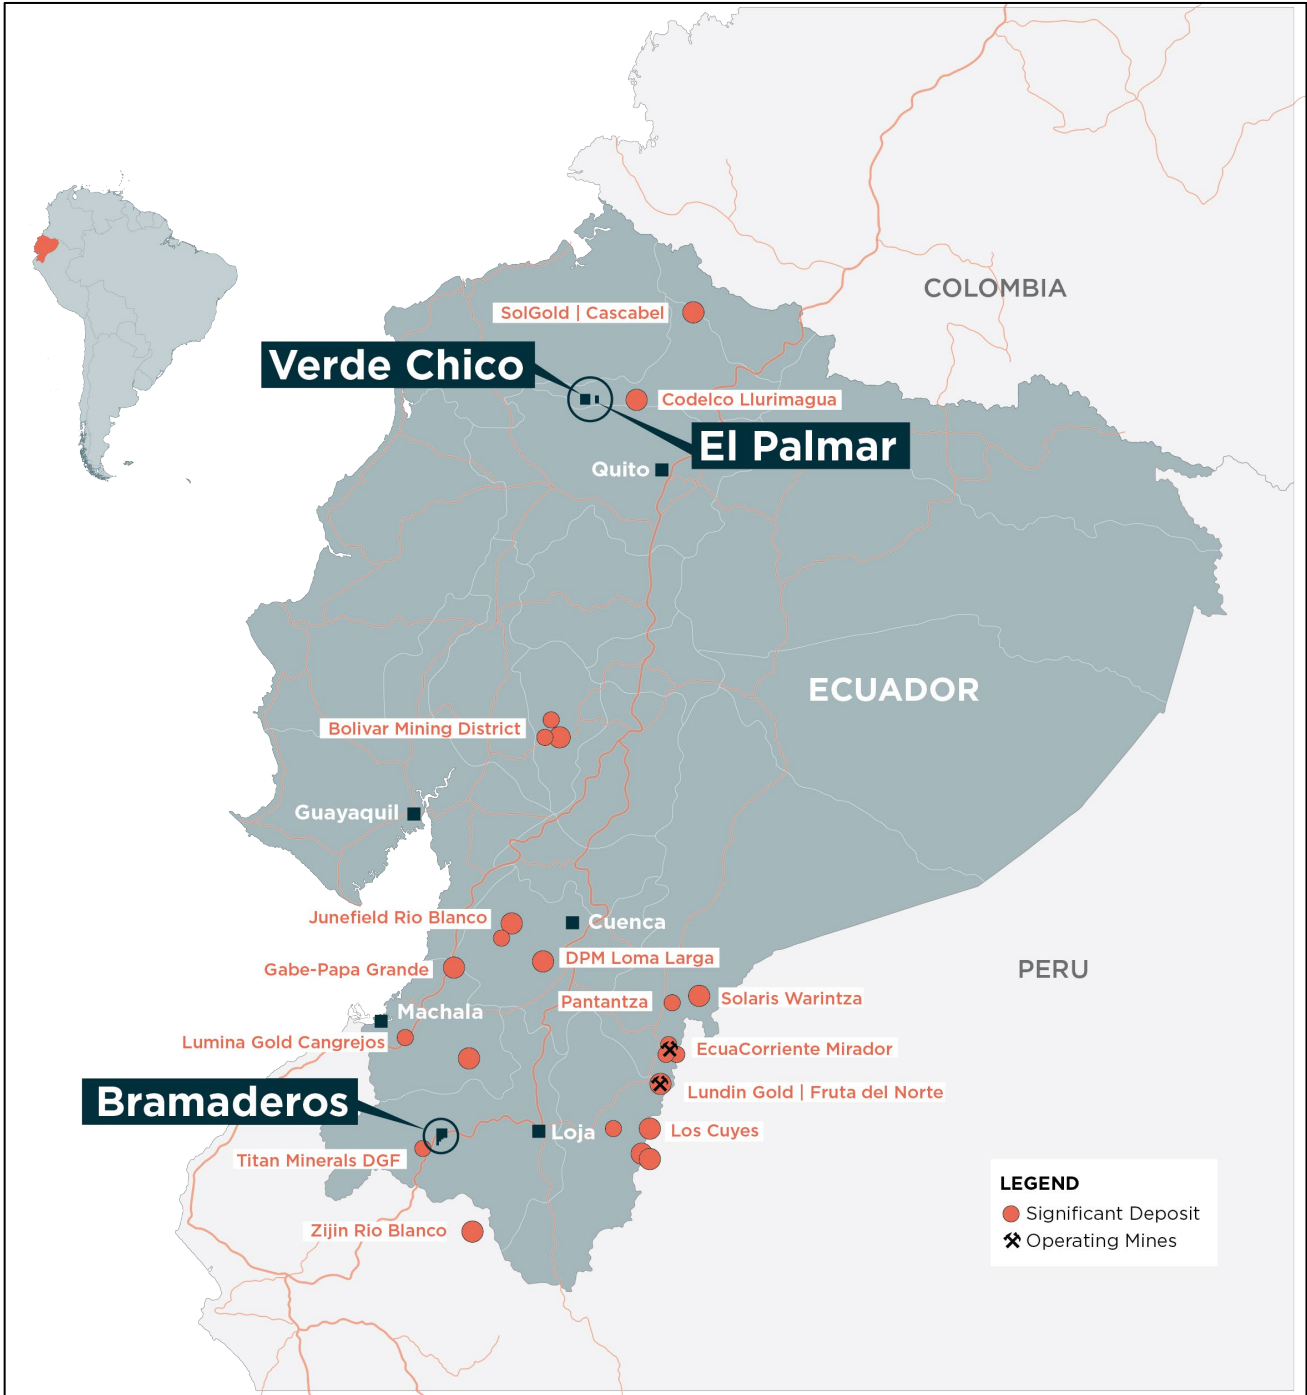 COLOMBIA
SolGold | Cascabel
Verde Chico
Codelco Llurimagua
El Palmar
Quito
ECUADOR
Bolivar Mining District
Guayaquil
Junefield Rio Blanco
Cuenca
DPM Loma Larga
Gabe-Papa Grande
PERU
Pantantza
Solaris Warintza
Machala
Lumina Gold Cangrejos
EcuaCorriente Mirador
Bramaderos
Lundin Gold | Fruta del Norte
Loja
Los Cuyes
Titan Minerals DGF
Zijin Rio Blanco
LEGEND
Significant Deposit
Operating Mines